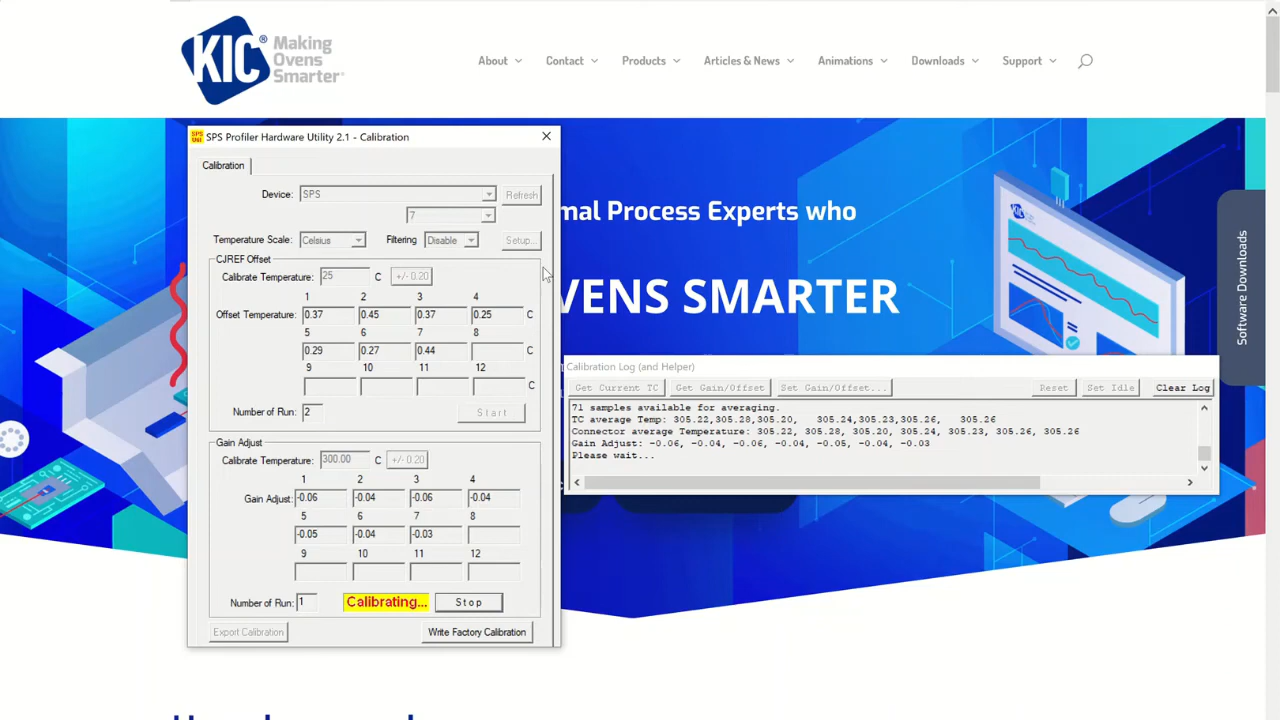 KIC® Making
Ovens
Smarter
About
Contact
Products
Articles & News
Animations
Downloads
Support
SPS Profiler Hardware Utility 2.1 - Calibration
Calibration
Device: SPS Refresh
7
Temperature Scale: Celsius Filtering Disable Setup...
CJREF Offset
Calibrate Temperature: 25 C +/- 0.20
1 2 3 4
Offset Temperature: 0.37 0.45 0.37 0.25 C
5 6 7 8
0.29 0.27 0.44 C
9 10 11 12
C
Number of Run: 2 Start
Gain Adjust
Calibrate Temperature: 300.00 C +/- 0.20
1 2 3 4
Gain Adjust: -0.06 -0.04 -0.06 -0.04
5 6 7 8
-0.05 -0.04 -0.03
9 10 11 12
Number of Run: 1 Calibrating... Stop
Export Calibration Write Factory Calibration
mal Process Experts who
VENS SMARTER
Software Downloads
Calibration Log (and Helper)
Get Current TC Get Gain/Offset Set Gain/Offset... Reset Set Idle Clear Log
71 samples available for averaging.
TC average Temp: 305.22,305.28,305.20, 305.24,305.23,305.26, 305.26
Connector average Temperature: 305.22, 305.28, 305.20, 305.24, 305.23, 305.26, 305.26
Gain Adjust: -0.06, -0.04, -0.06, -0.04, -0.05, -0.04, -0.03
Please wait...